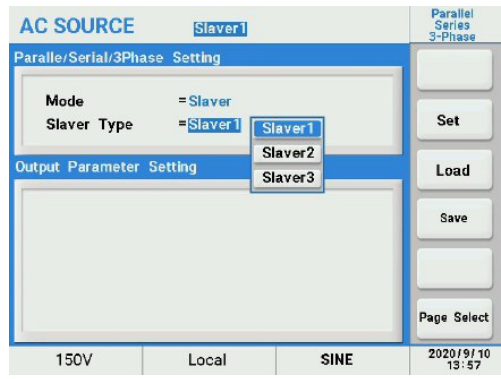 AC SOURCE Slaver1
Parallel
Series
3-Phase
Paralle/Serial/3Phase Setting
Mode =Slaver
Slaver Type =Slaver1
Slaver1
Slaver2
Slaver3
Output Parameter Setting
Set
Load
Save
Page Select
150V Local SINE
2020/9/10
13:57